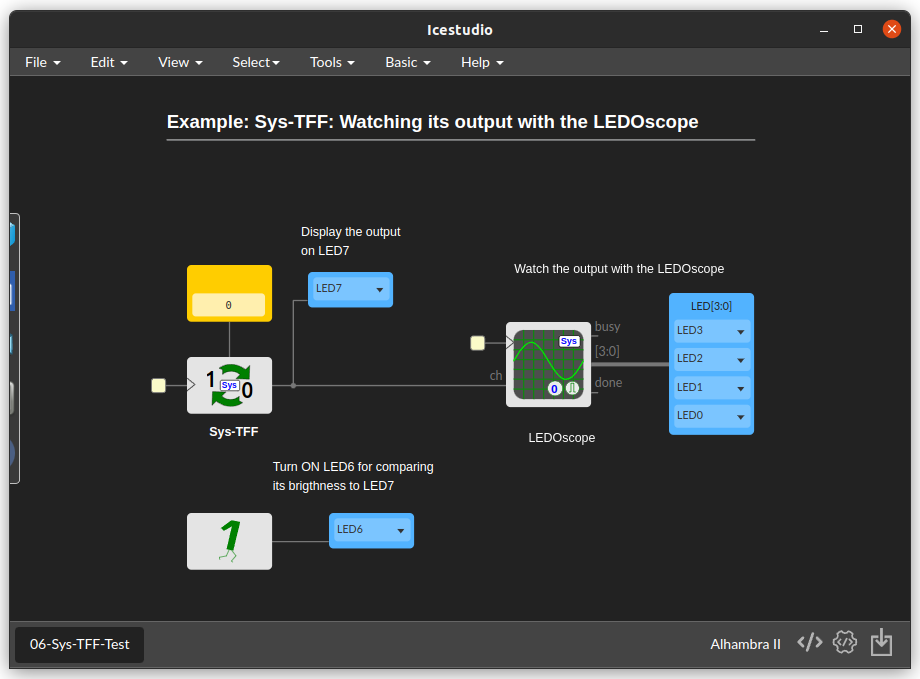 Icestudio
File Edit View Select Tools Basic Help
Example: Sys-TFF: Watching its output with the LEDOscope
Display the output
on LED7
Watch the output with the LEDOscope
0
LED7
LED[3:0]
LED3
LED2
LED1
LED0
busy
[3:0]
done
ch
Sys
0
1
Sys
0
Sys-TFF
LEDOscope
Turn ON LED6 for comparing
its brigthness to LED7
1
LED6
06-Sys-TFF-Test
Alhambra II